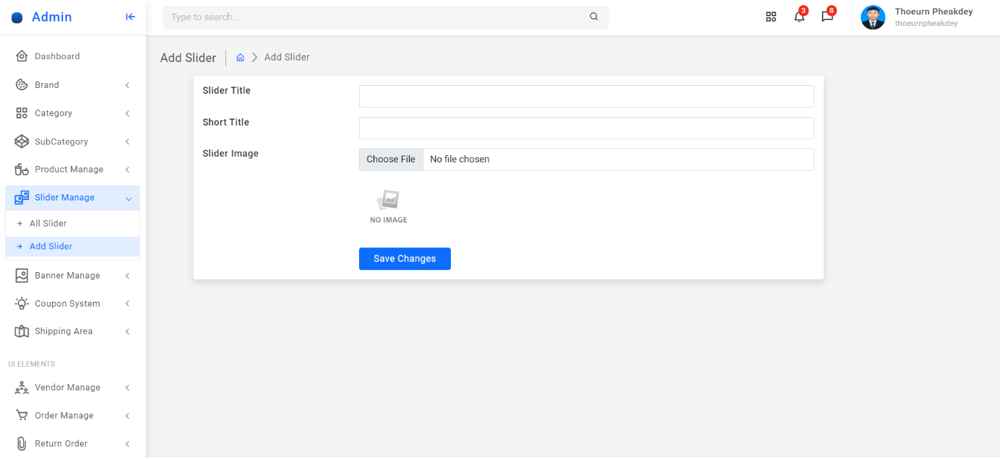 Admin
Type to search...
3
8
Thoeurn Pheakdey
thoeurnpheakdey
Dashboard
Brand
Category
SubCategory
Product Manage
Slider Manage
All Slider
Add Slider
Banner Manage
Coupon System
Shipping Area
UI ELEMENTS
Vendor Manage
Order Manage
Return Order
Add Slider
Add Slider
Slider Title
Short Title
Slider Image
Choose File No file chosen
NO IMAGE
Save Changes